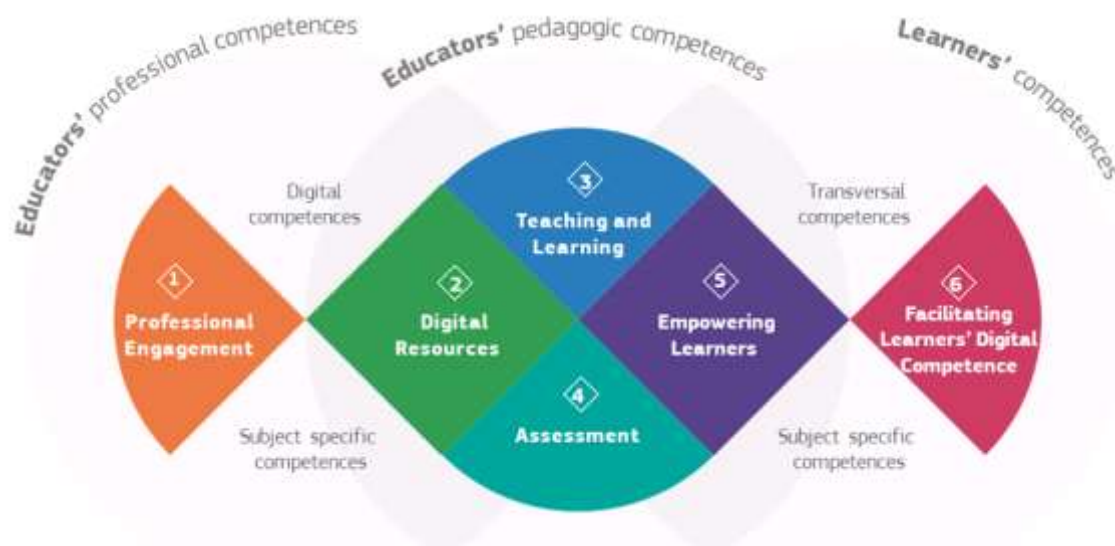 Educators' professional competences
Educators' pedagogic competences
Learners' competences
Digital
competences
Transversal
competences
1
Professional
Engagement
2
Digital
Resources
3
Teaching and
Learning
4
Assessment
5
Empowering
Learners
6
Facilitating
Learners' Digital
Competence
Subject specific
competences
Subject specific
competences